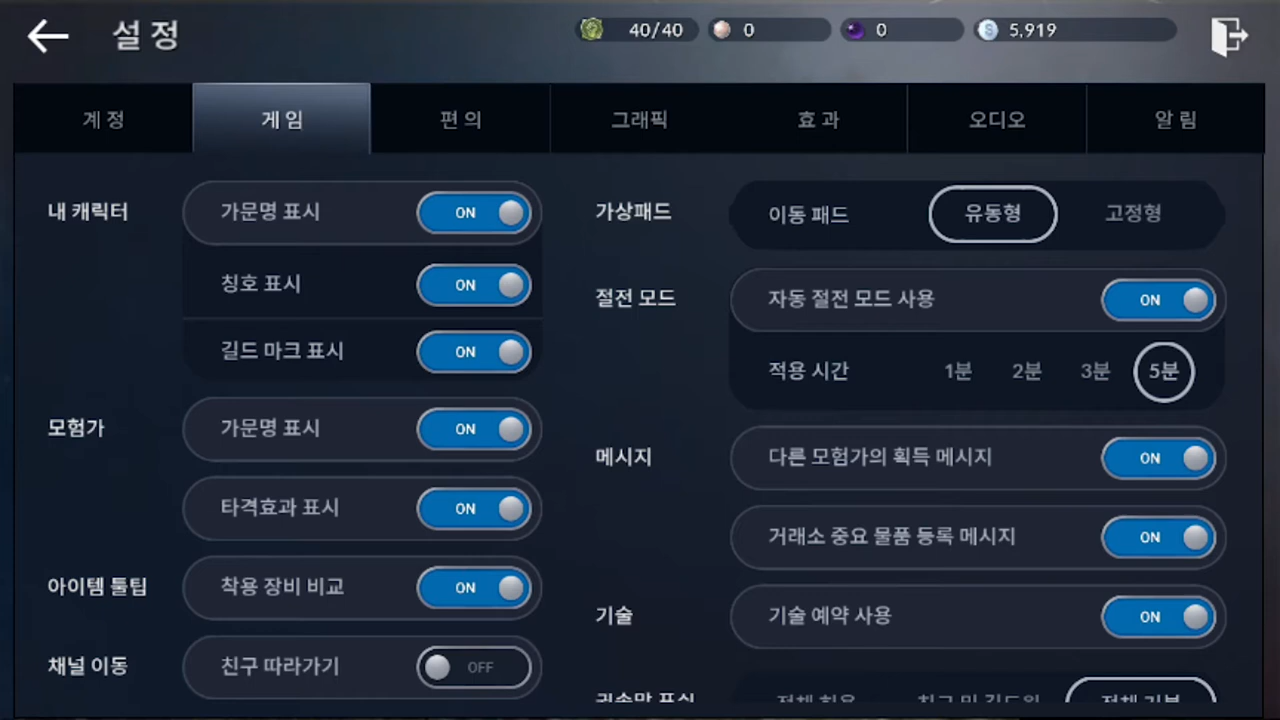 설정
40/40 0 0 5,919
계정 게임 편의 그래픽 효과 오디오 알림
내 캐릭터
가문명 표시 ON
칭호 표시 ON
길드 마크 표시 ON
모험가
가문명 표시 ON
타격효과 표시 ON
아이템 툴팁
착용 장비 비교 ON
채널 이동
친구 따라가기 OFF
가상패드
이동 패드 유동형 고정형
절전 모드
자동 절전 모드 사용 ON
적용 시간 1분 2분 3분 5분
메시지
다른 모험가의 획득 메시지 ON
거래소 중요 물품 등록 메시지 ON
기술
기술 예약 사용 ON